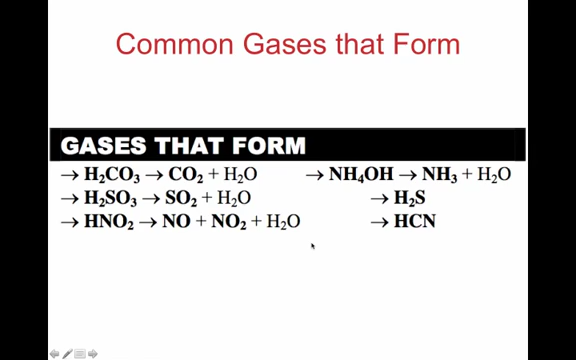 Common Gases that Form
GASES THAT FORM
→ H₂CO₃ → CO₂ + H₂O → NH₄OH → NH₃ + H₂O
→ H₂SO₃ → SO₂ + H₂O → H₂S
→ HNO₂ → NO + NO₂ + H₂O → HCN